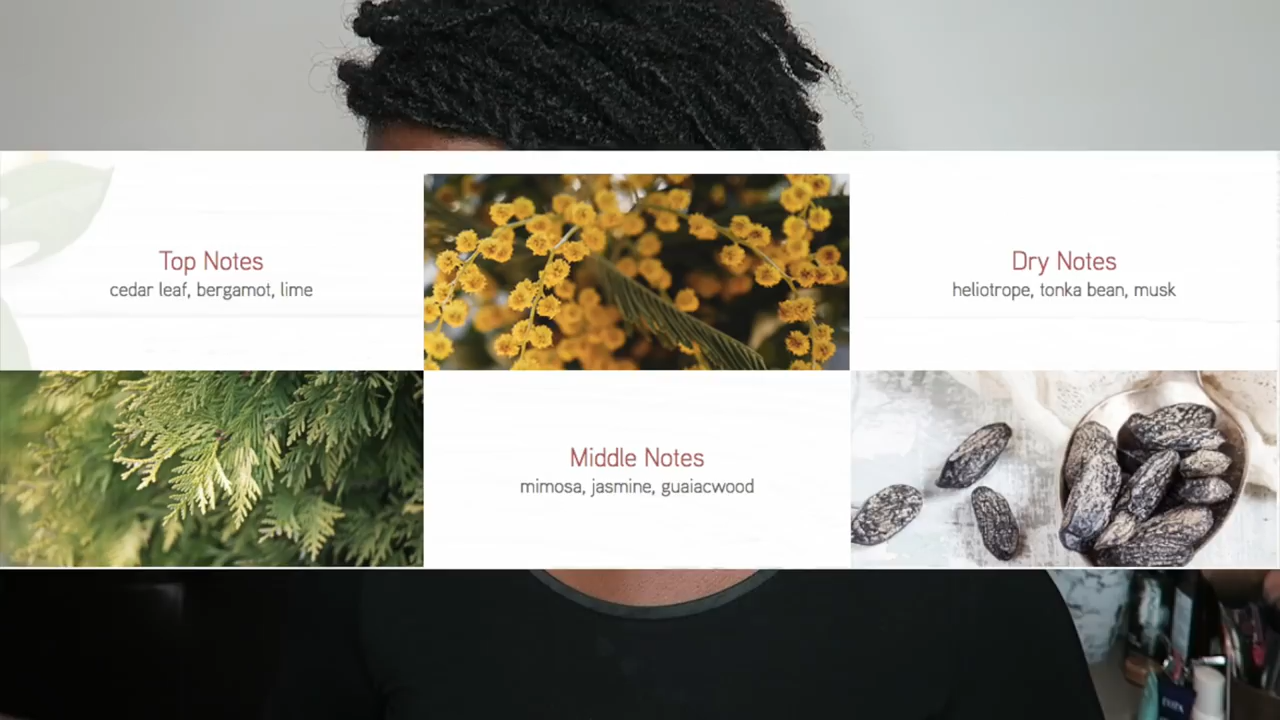 Top Notes
cedar leaf, bergamot, lime
Middle Notes
mimosa, jasmine, guaiacwood
Dry Notes
heliotrope, tonka bean, musk